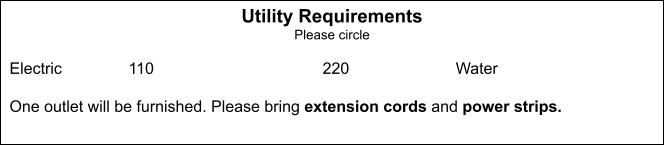 Utility Requirements
Please circle
Electric 110 220 Water
One outlet will be furnished. Please bring extension cords and power strips.